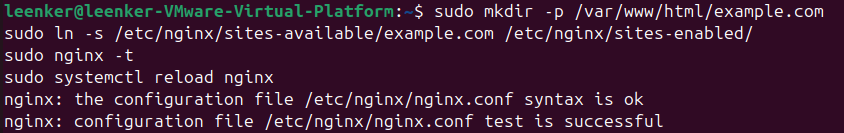 leenker@leenker-VMware-Virtual-Platform:~$ sudo mkdir -p /var/www/html/example.com
sudo ln -s /etc/nginx/sites-available/example.com /etc/nginx/sites-enabled/
sudo nginx -t
sudo systemctl reload nginx
nginx: the configuration file /etc/nginx/nginx.conf syntax is ok
nginx: configuration file /etc/nginx/nginx.conf test is successful